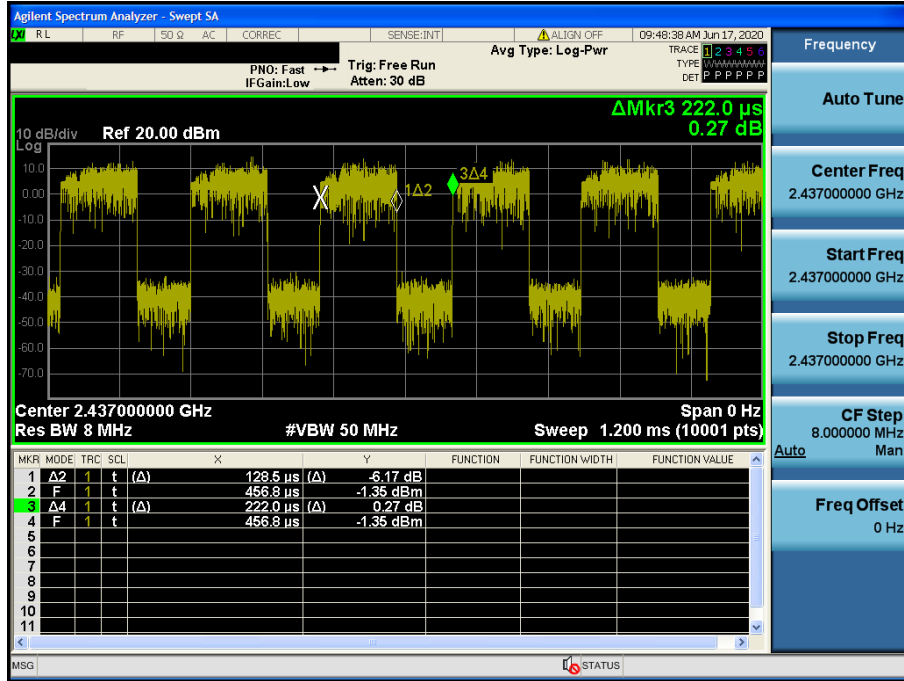 Agilent Spectrum Analyzer - Swept SA
LXI RL RF 50 Ω AC CORREC SENSE:INT ALIGN OFF 09:48:38 AM Jun 17, 2020
Frequency
Avg Type: Log-Pwr TRACE 1 2 3 4 5 6
PNO: Fast Trig: Free Run TYPE WWWWWW
IFGain:Low Atten: 30 dB DET P P P P P P
Auto Tune
ΔMkr3 222.0 µs
10 dB/div Ref 20.00 dBm 0.27 dB
Log
10.0
0.00
-10.0
-20.0
-30.0
-40.0
-50.0
-60.0
-70.0
X 1Δ2 3Δ4
Center Freq
2.437000000 GHz
Start Freq
2.437000000 GHz
Stop Freq
2.437000000 GHz
Center 2.437000000 GHz Span 0 Hz
Res BW 8 MHz #VBW 50 MHz Sweep 1.200 ms (10001 pts)
CF Step
8.000000 MHz
Auto Man
MKR MODE TRC SCL X Y FUNCTION FUNCTION WIDTH FUNCTION VALUE
1 Δ2 1 t (Δ) 128.5 µs (Δ) -6.17 dB
2 F 1 t 456.8 µs -1.35 dBm
3 Δ4 1 t (Δ) 222.0 µs (Δ) 0.27 dB
4 F 1 t 456.8 µs -1.35 dBm
5
6
7
8
9
10
11
Freq Offset
0 Hz
MSG STATUS